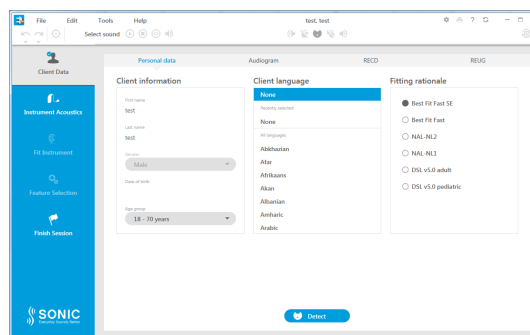 File Edit Tools Help test, test
Select sound
Client Data
Instrument Acoustics
Fit Instrument
Feature Selection
Finish Session
Personal data Audiogram RECD REUG
Client information
First name
test
Last name
test
Gender
Male
Date of birth
Age group
18 - 70 years
Client language
None
Recently selected
None
All languages
Abkhazian
Afar
Afrikaans
Akan
Albanian
Amharic
Arabic
Fitting rationale
Best Fit Fast SE
Best Fit Fast
NAL-NL2
NAL-NL1
DSL v5.0 adult
DSL v5.0 pediatric
Detect
SONIC
Everyday Sounds Better